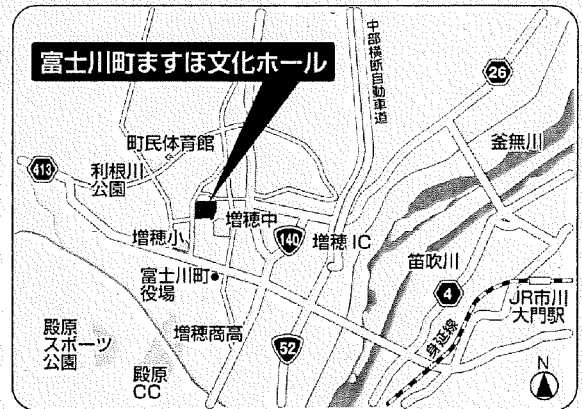 富士川町ますほ文化ホール
中部横断自動車道
26
釜無川
町民体育館
413
利根川
公園
増穂中
140
増穂 IC
増穂小
笛吹川
富士川町
役場
4
JR市川
大門駅
身延線
殿原
スポーツ
公園
増穂商高
52
殿原
CC
N